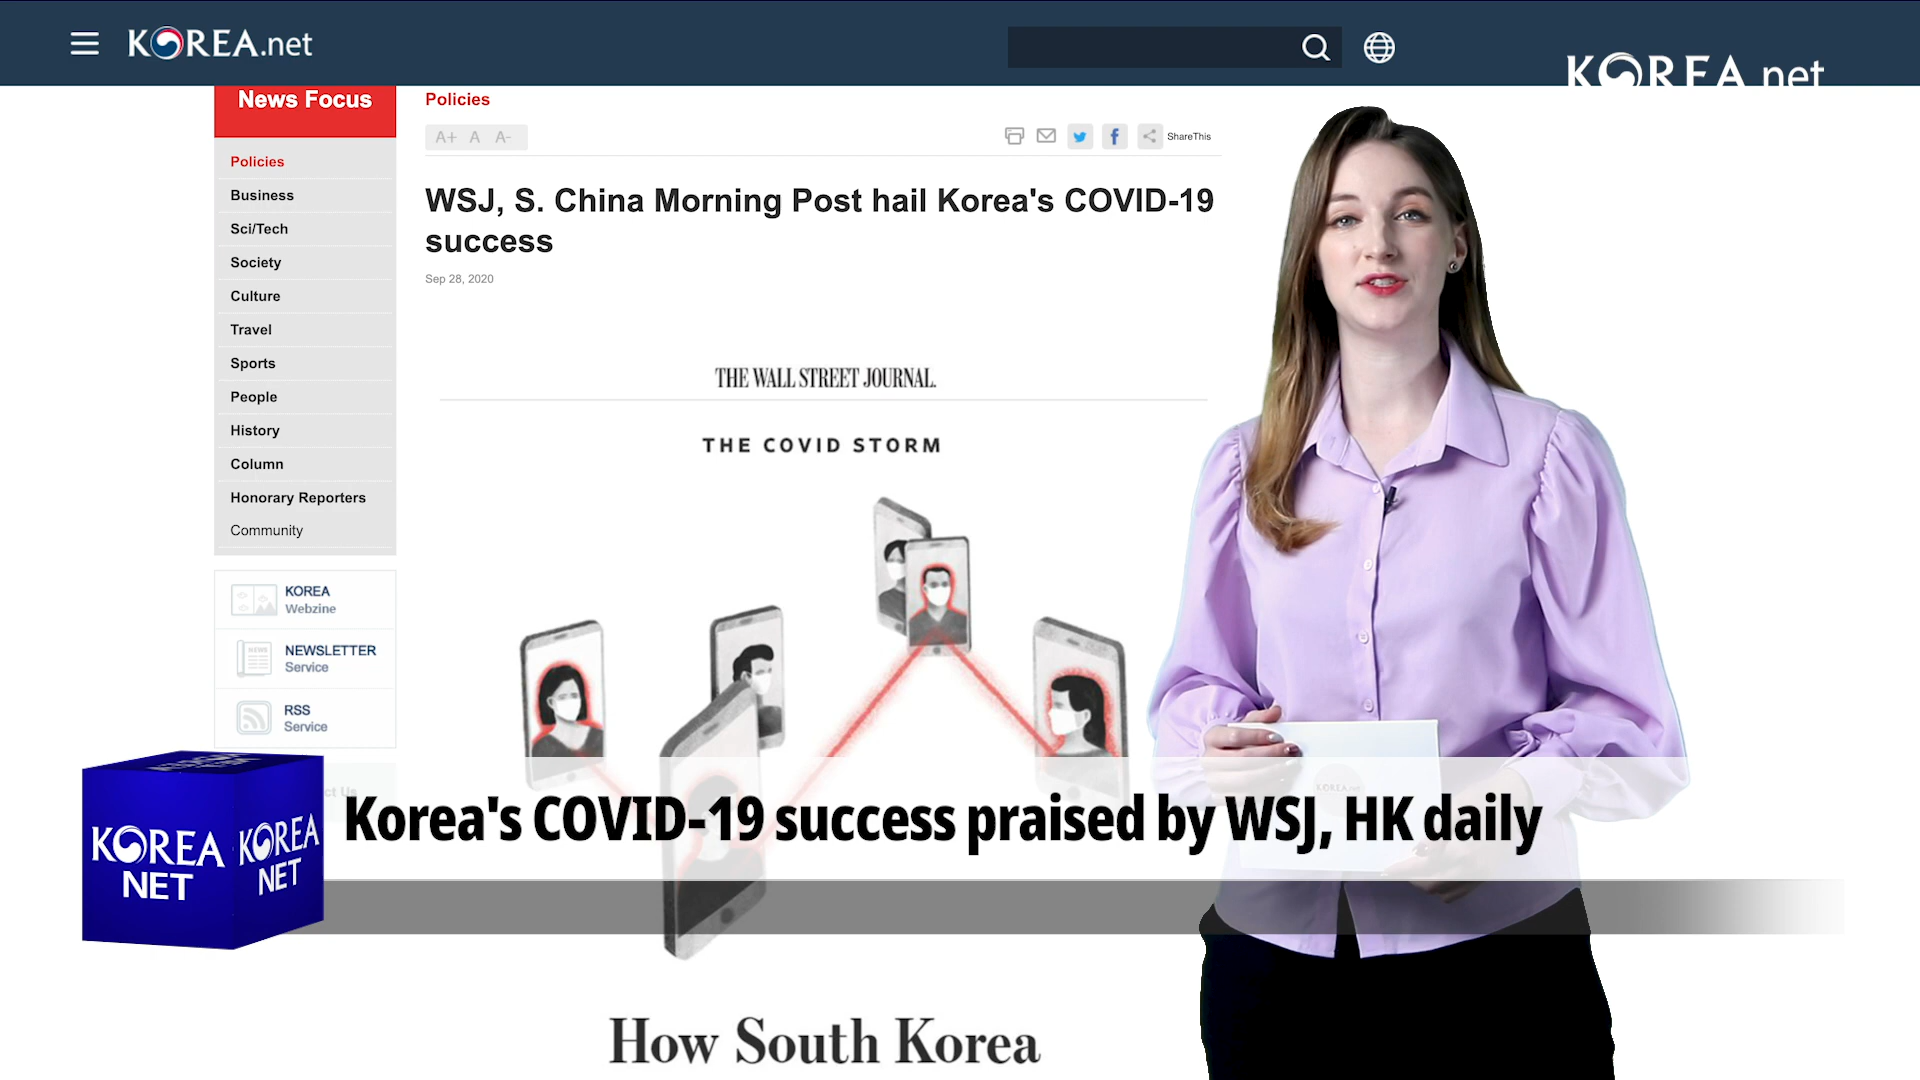 KOREA.net
KOREA.net
News Focus
Policies
Business
Sci/Tech
Society
Culture
Travel
Sports
People
History
Column
Honorary Reporters
Community
KOREA
Webzine
NEWSLETTER
Service
RSS
Service
Policies
A+ A A-
ShareThis
WSJ, S. China Morning Post hail Korea's COVID-19
success
Sep 28, 2020
THE WALL STREET JOURNAL.
THE COVID STORM
KOREA
NET
KOREA
NET
Korea's COVID-19 success praised by WSJ, HK daily
How South Korea